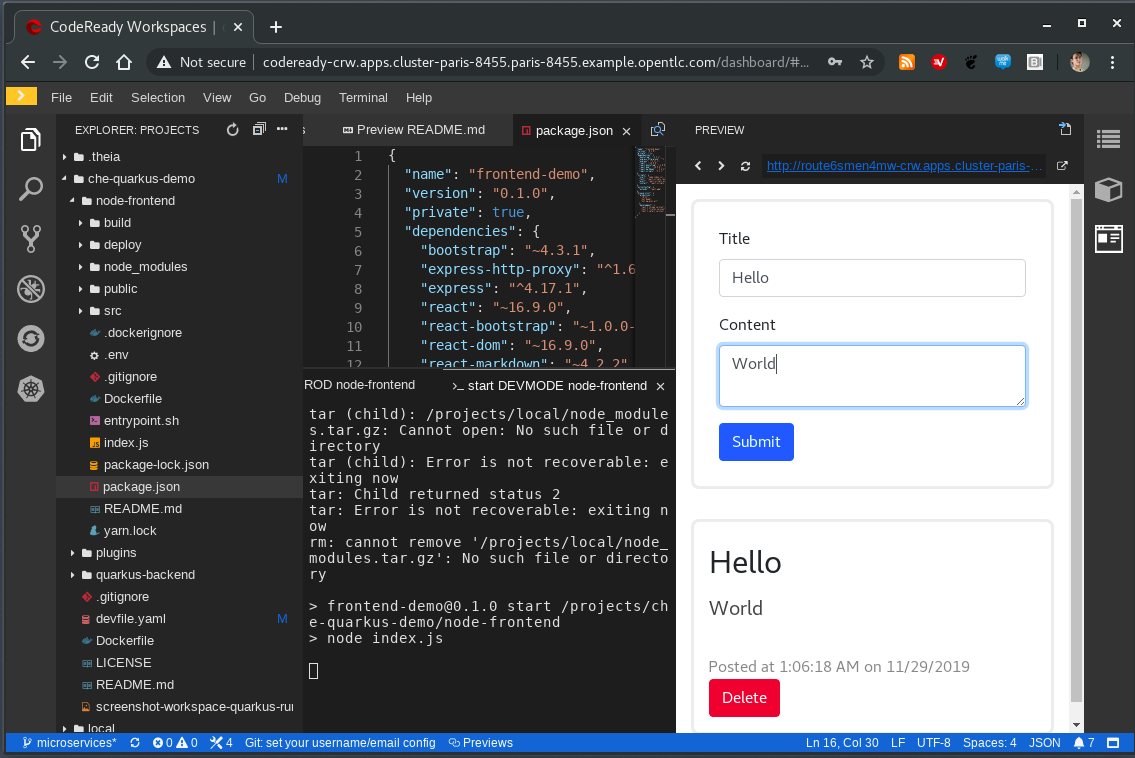 CodeReady Workspaces |
Not secure | codeready-crw.apps.cluster-paris-8455.paris-8455.example.opentlc.com/dashboard/#...
File Edit Selection View Go Debug Terminal Help
EXPLORER: PROJECTS
.theia
che-quarkus-demo M
node-frontend
build
deploy
node_modules
public
src
.dockerignore
.env
.gitignore
Dockerfile
entrypoint.sh
index.js
package-lock.json
package.json
README.md
yarn.lock
plugins
quarkus-backend
.gitignore
devfile.yaml M
Dockerfile
LICENSE
README.md
screenshot-workspace-quarkus-run
local
Preview README.md package.json
1 {
2 "name": "frontend-demo",
3 "version": "0.1.0",
4 "private": true,
5 "dependencies": {
6 "bootstrap": "~4.3.1",
7 "express-http-proxy": "^1.6
8 "express": "^4.17.1",
9 "react": "~16.9.0",
10 "react-bootstrap": "~1.0.0-
11 "react-dom": "~16.9.0",
12 "react-markdown": "~4.2.2"
ROD node-frontend >_ start DEVMODE node-frontend
tar (child): /projects/local/node_module
s.tar.gz: Cannot open: No such file or d
irectory
tar (child): Error is not recoverable: e
xiting now
tar: Child returned status 2
tar: Error is not recoverable: exiting n
ow
rm: cannot remove '/projects/local/node_
modules.tar.gz': No such file or directo
ry
> frontend-demo@0.1.0 start /projects/ch
e-quarkus-demo/node-frontend
> node index.js
PREVIEW
http://route6smen4mw-crw.apps.cluster-paris-...
Title
Hello
Content
World
Submit
Hello
World
Posted at 1:06:18 AM on 11/29/2019
Delete
microservices* 0 0 4 Git: set your username/email config Previews Ln 16, Col 30 LF UTF-8 Spaces: 4 JSON 7